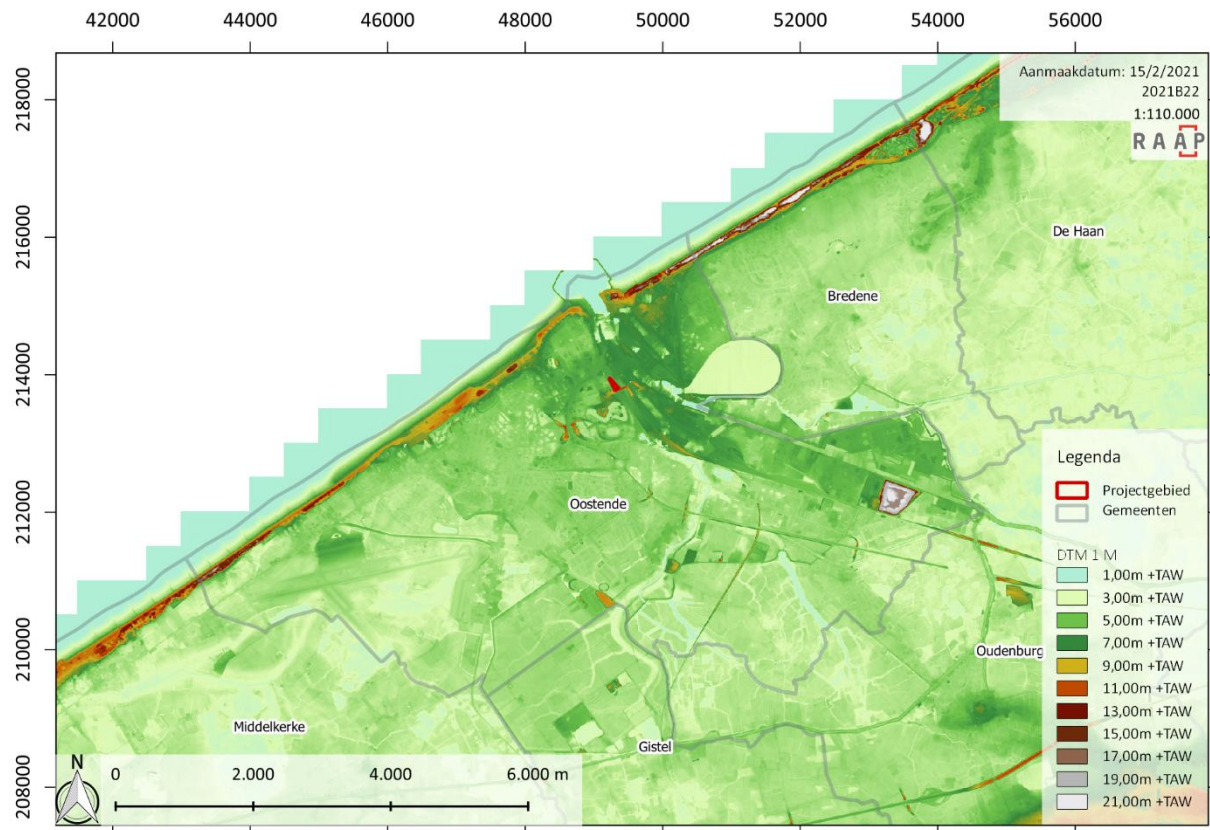 42000 44000 46000 48000 50000 52000 54000 56000
218000
216000
214000
212000
210000
208000
Aanmaakdatum: 15/2/2021
2021B22
1:110.000
RAAP
De Haan
Bredene
Oostende
Oudenburg
Middelkerke
Gistel
Legenda
Projectgebied
Gemeenten
DTM 1 M
1,00m +TAW
3,00m +TAW
5,00m +TAW
7,00m +TAW
9,00m +TAW
11,00m +TAW
13,00m +TAW
15,00m +TAW
17,00m +TAW
19,00m +TAW
21,00m +TAW
N
0 2.000 4.000 6.000 m